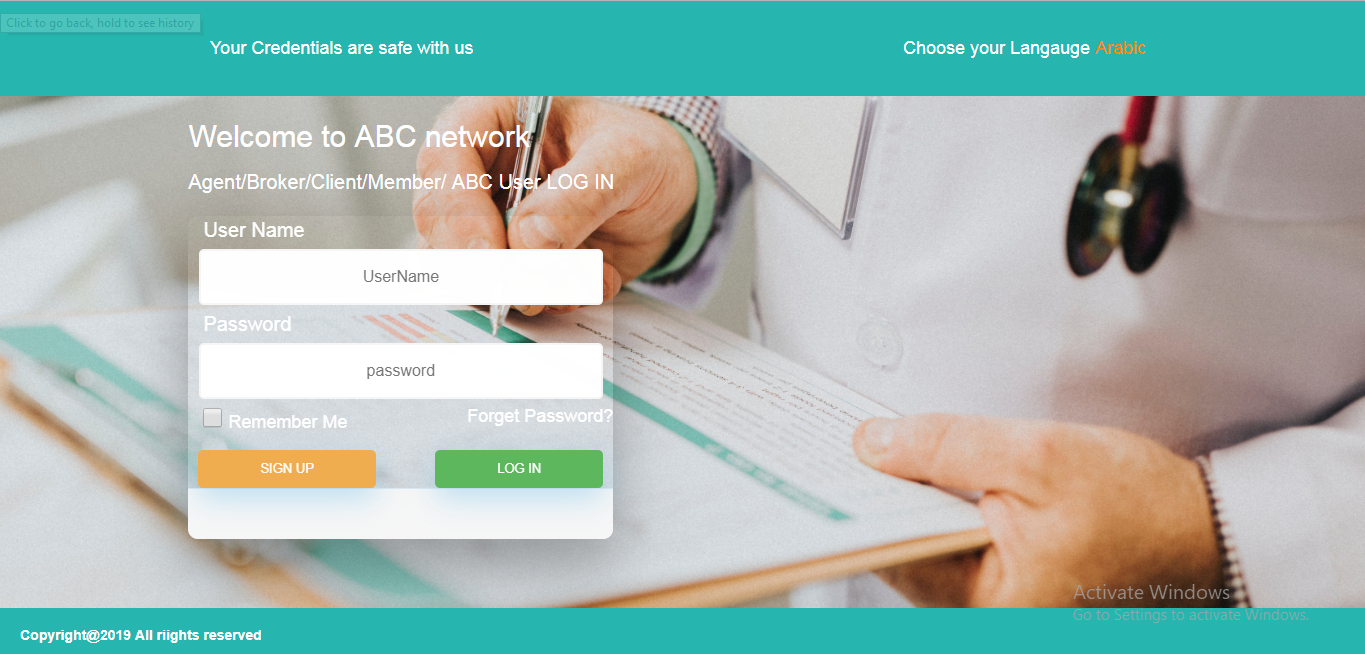 Click to go back, hold to see history
Your Credentials are safe with us
Choose your Langauge Arabic
Welcome to ABC network
Agent/Broker/Client/Member/ ABC User LOG IN
User Name
UserName
Password
password
Remember Me
Forget Password?
SIGN UP
LOG IN
Activate Windows
Go to Settings to activate Windows.
Copyright@2019 All riights reserved